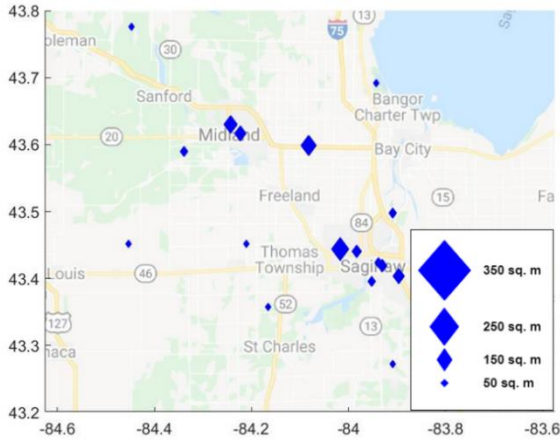 43.8
43.7
43.6
43.5
43.4
43.3
43.2
-84.6
-84.4
-84.2
-84
-83.8
-83.6
13
75
oleman
30
Sanford
Bangor
Charter Twp
20
Midland
Bay City
15
Freeland
Fa
84
Thomas
Township
Saginaw
Louis
46
52
127
13
haca
St Charles
350 sq. m
250 sq. m
150 sq. m
50 sq. m